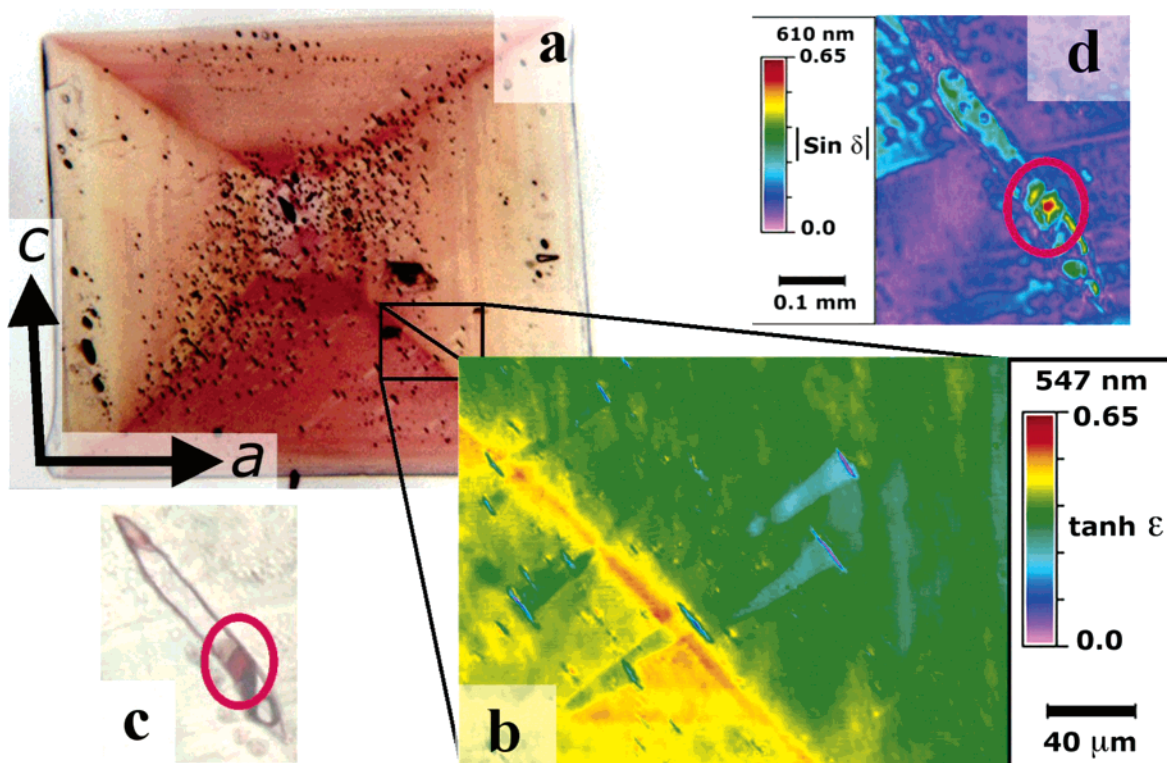 a
c
a
610 nm
0.65
|Sin δ|
0.0
0.1 mm
d
b
547 nm
0.65
tanh ε
0.0
40 μm
c